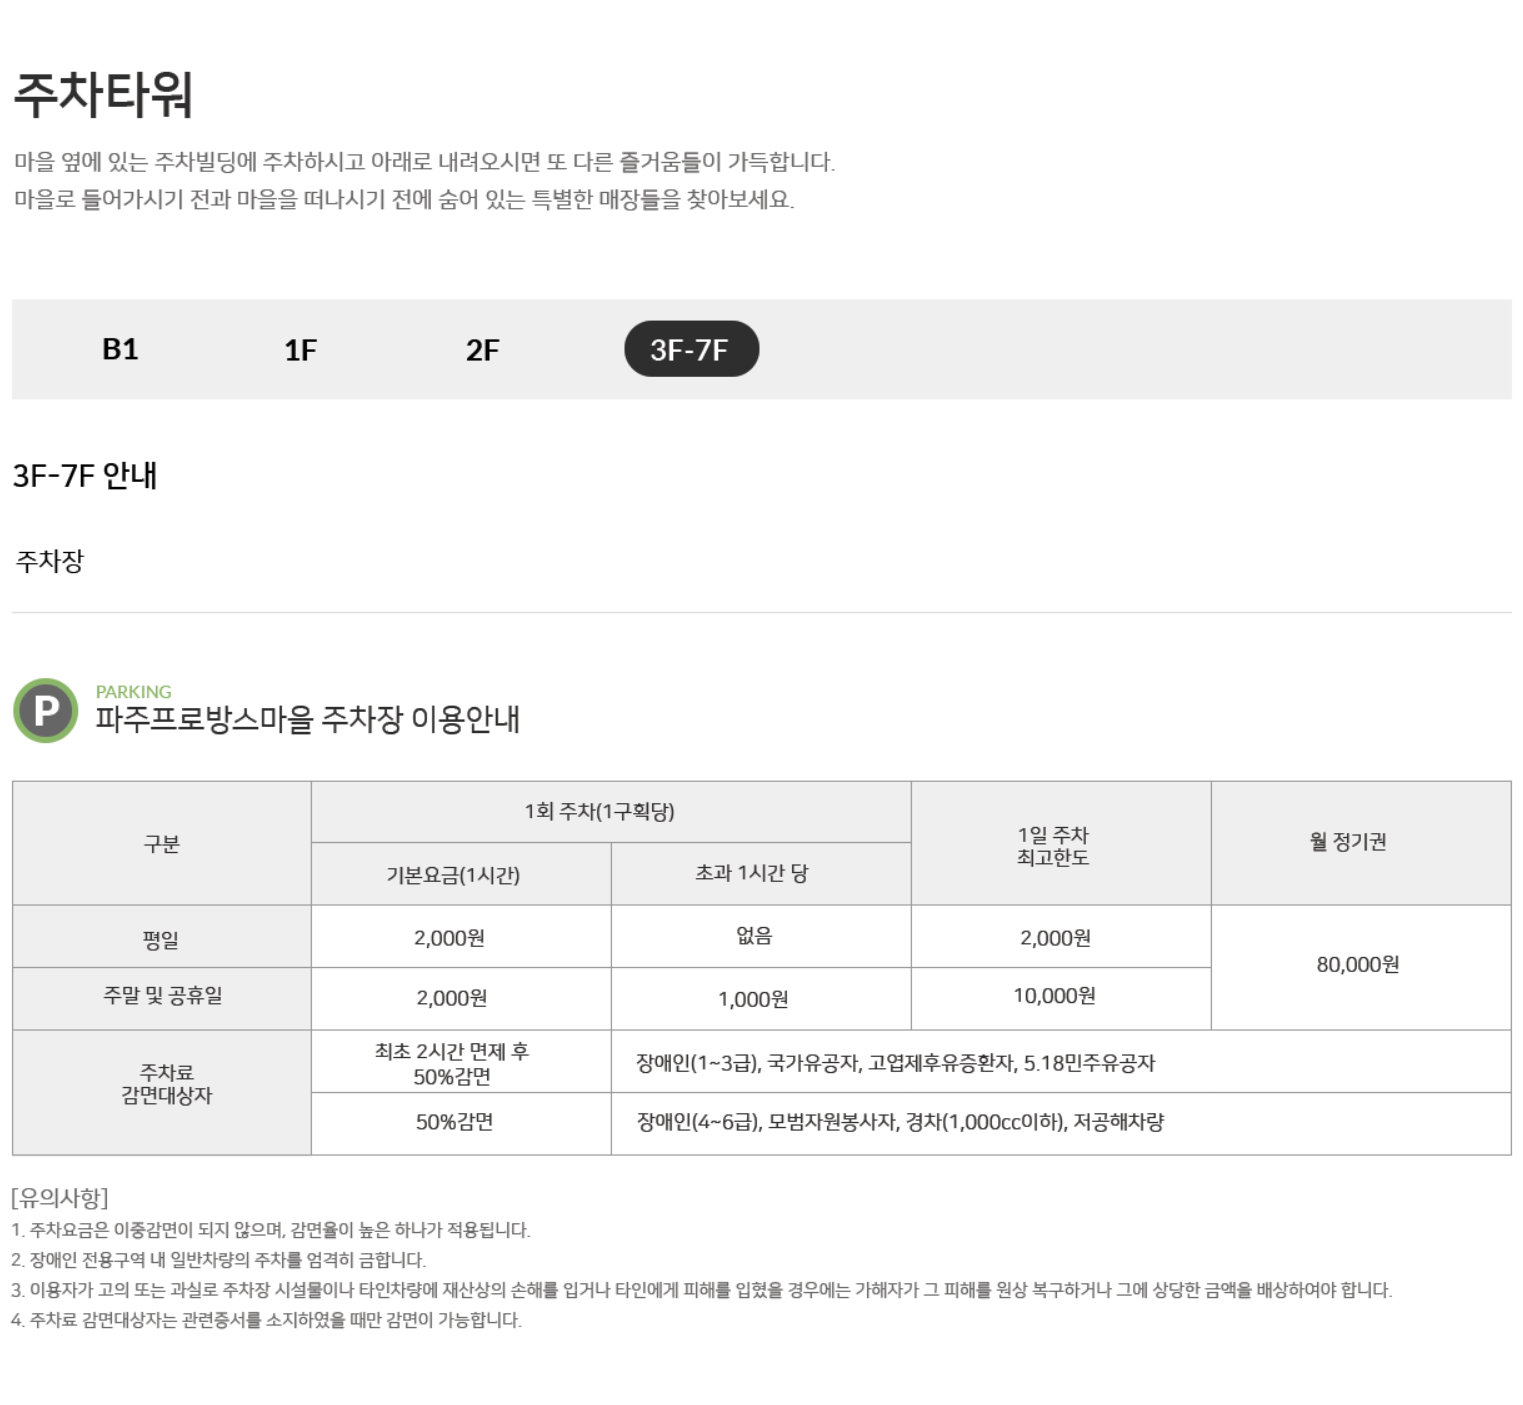 주차타워
마을 옆에 있는 주차빌딩에 주차하시고 아래로 내려오시면 또 다른 즐거움들이 가득합니다.
마을로 들어가시기 전과 마을을 떠나시기 전에 숨어 있는 특별한 매장들을 찾아보세요.
B1 1F 2F 3F-7F
3F-7F 안내
주차장
P
PARKING
파주프로방스마을 주차장 이용안내
구분
1회 주차(1구획당)
기본요금(1시간) 초과 1시간 당
1일 주차
최고한도
월 정기권
평일 2,000원 없음 2,000원
80,000원
주말 및 공휴일 2,000원 1,000원 10,000원
주차료
감면대상자
최초 2시간 면제 후
50%감면
장애인(1~3급), 국가유공자, 고엽제후유증환자, 5.18민주유공자
50%감면 장애인(4~6급), 모범자원봉사자, 경차(1,000cc이하), 저공해차량
[유의사항]
1. 주차요금은 이중감면이 되지 않으며, 감면율이 높은 하나가 적용됩니다.
2. 장애인 전용구역 내 일반차량의 주차를 엄격히 금합니다.
3. 이용자가 고의 또는 과실로 주차장 시설물이나 타인차량에 재산상의 손해를 입거나 타인에게 피해를 입혔을 경우에는 가해자가 그 피해를 원상 복구하거나 그에 상당한 금액을 배상하여야 합니다.
4. 주차료 감면대상자는 관련증서를 소지하였을 때만 감면이 가능합니다.